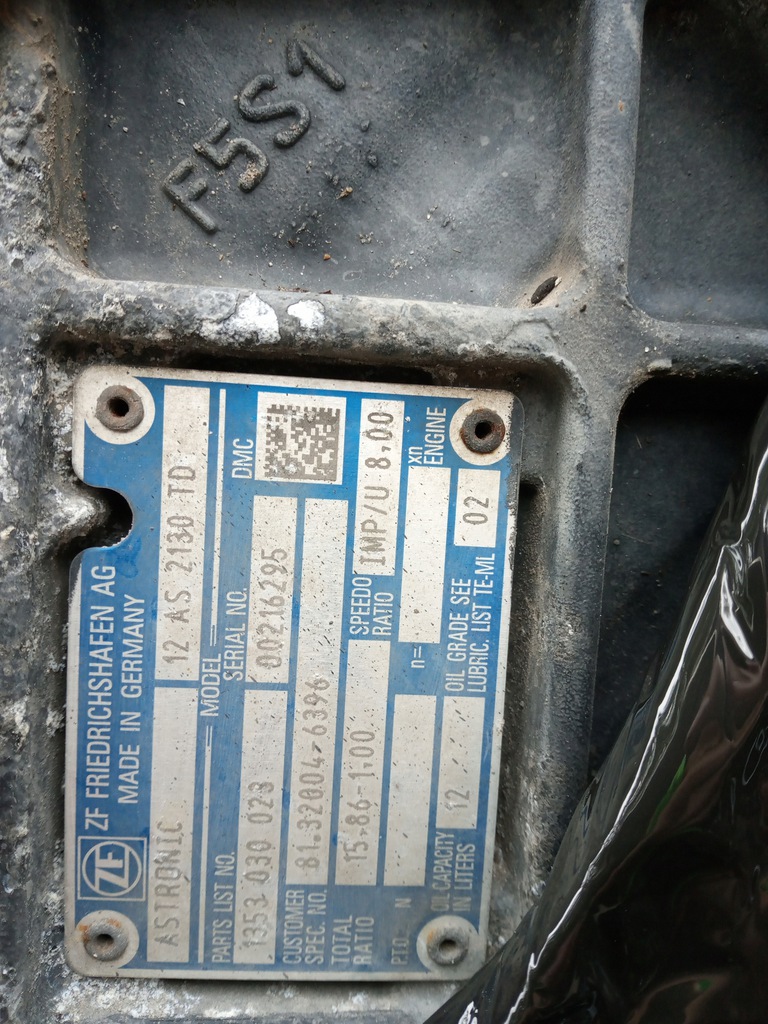 F5S1
ZF
ZF FRIEDRICHSHAFEN AG
MADE IN GERMANY
ASTRONIC 12 AS 2130 TD
MODEL
PARTS LIST NO. SERIAL NO. DMC
1353 030 023 00216295
CUSTOMER SPEC. NO. 81.32004-6396
TOTAL RATIO 15.86-1.00 SPEEDO RATIO IMP/U 8.00
P.T.O. N n= xn ENGINE
OIL CAPACITY IN LITERS 12 OIL GRADE SEE LUBRIC. LIST TE-ML 02